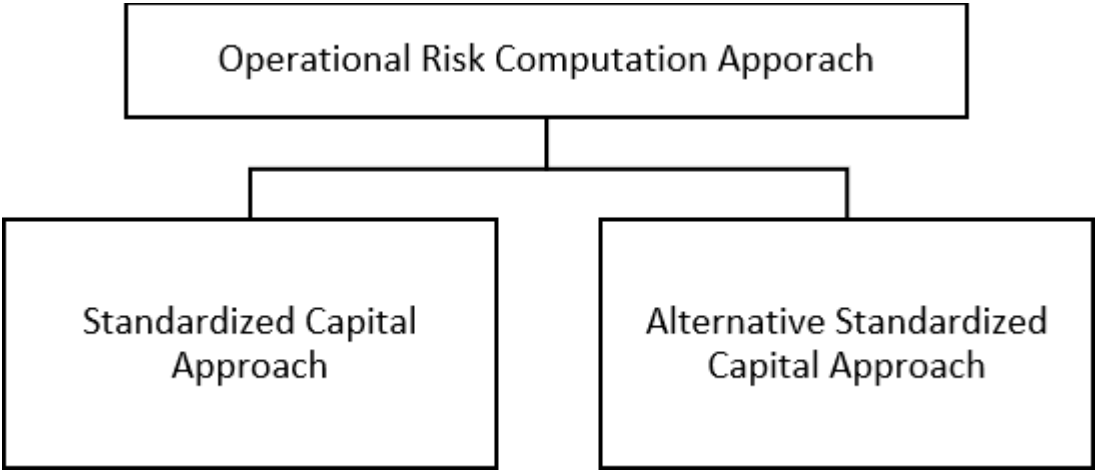 Operational Risk Computation Apporach
Standardized Capital
Approach
Alternative Standardized
Capital Approach